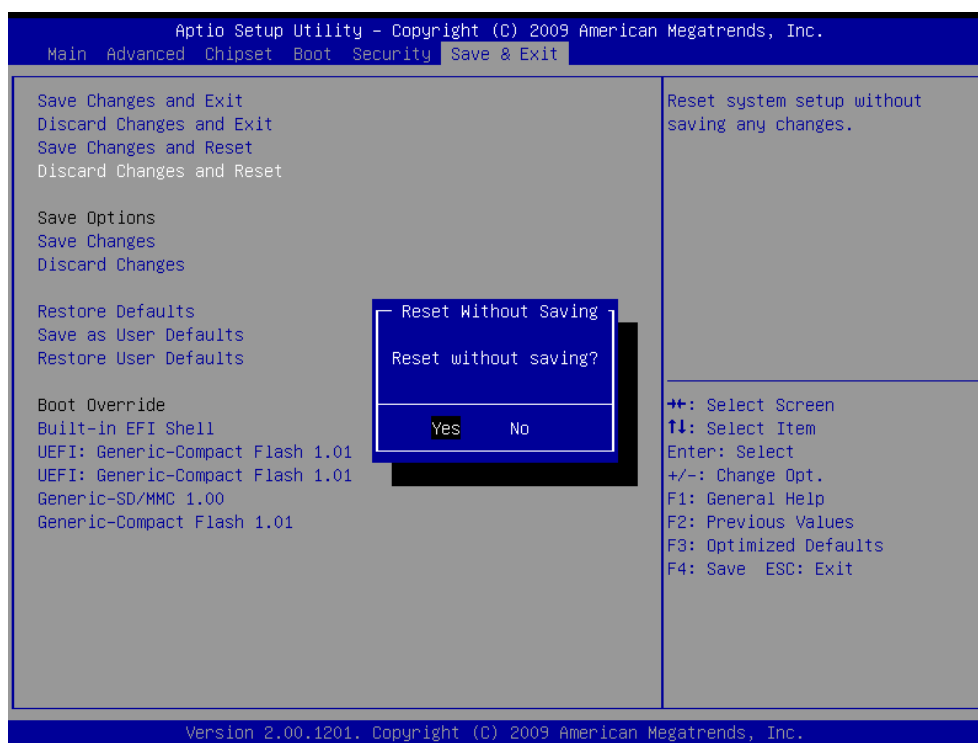 Aptio Setup Utility – Copyright (C) 2009 American Megatrends, Inc.
Main Advanced Chipset Boot Security Save & Exit
Save Changes and Exit
Discard Changes and Exit
Save Changes and Reset
Discard Changes and Reset
Save Options
Save Changes
Discard Changes
Restore Defaults
Save as User Defaults
Restore User Defaults
Boot Override
Built-in EFI Shell
UEFI: Generic-Compact Flash 1.01
UEFI: Generic-Compact Flash 1.01
Generic-SD/MMC 1.00
Generic-Compact Flash 1.01
Reset Without Saving
Reset without saving?
Yes No
Reset system setup without
saving any changes.
→←: Select Screen
↑↓: Select Item
Enter: Select
+/-: Change Opt.
F1: General Help
F2: Previous Values
F3: Optimized Defaults
F4: Save ESC: Exit
Version 2.00.1201. Copyright (C) 2009 American Megatrends, Inc.